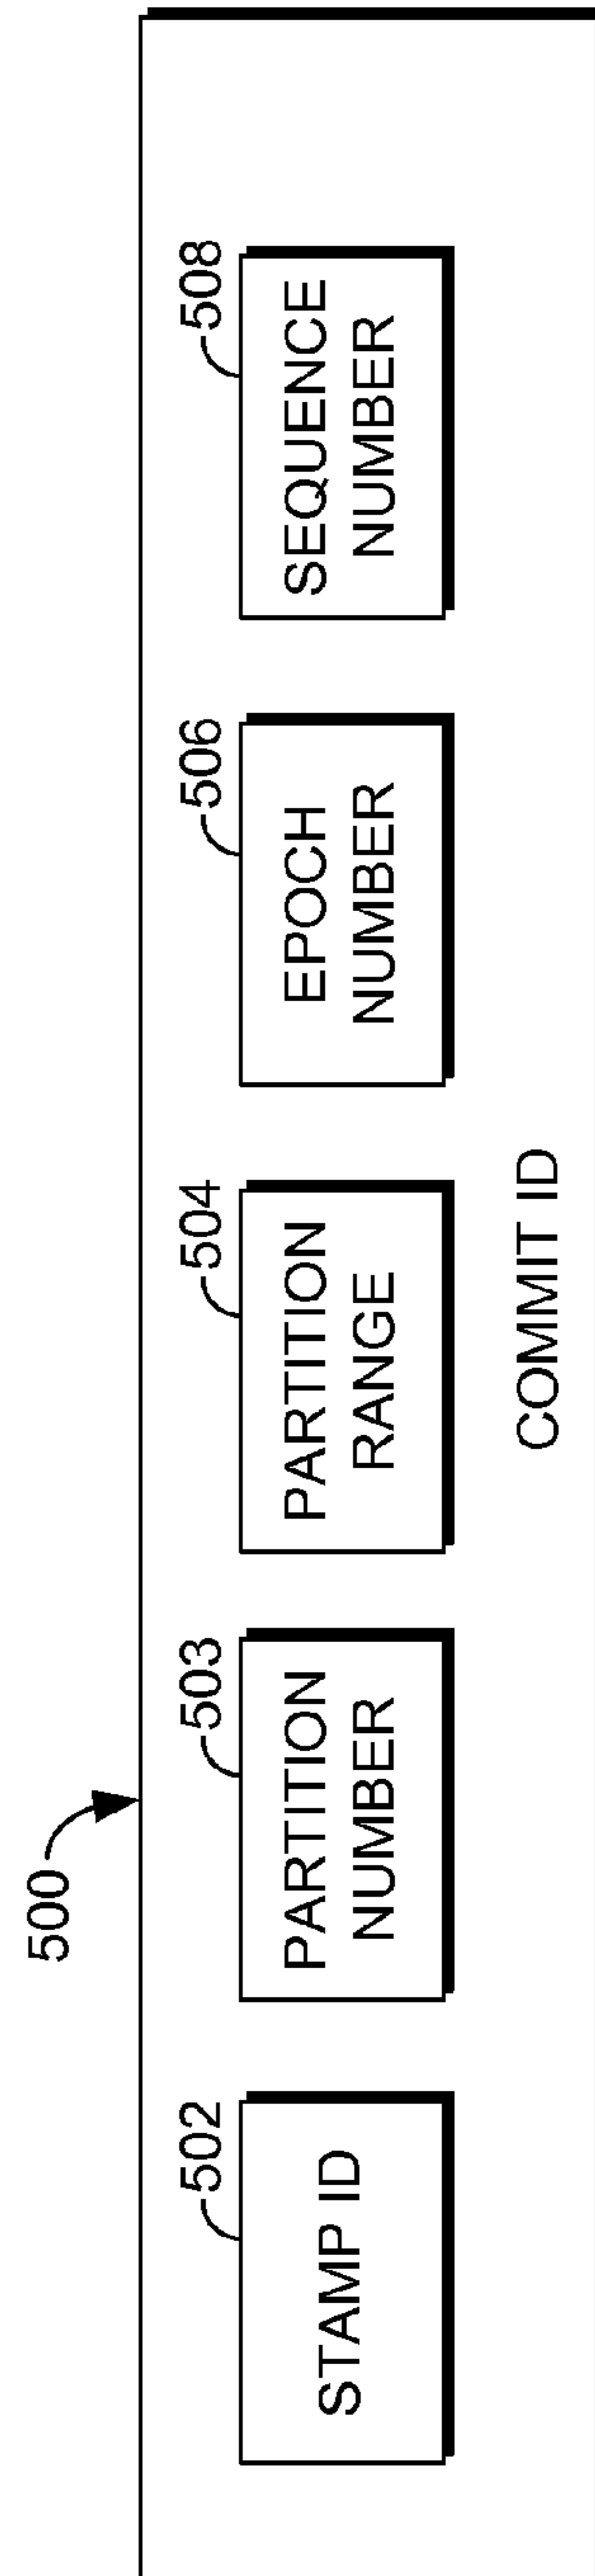 500
502
STAMP ID
503
PARTITION
NUMBER
504
PARTITION
RANGE
506
EPOCH
NUMBER
508
SEQUENCE
NUMBER
COMMIT ID